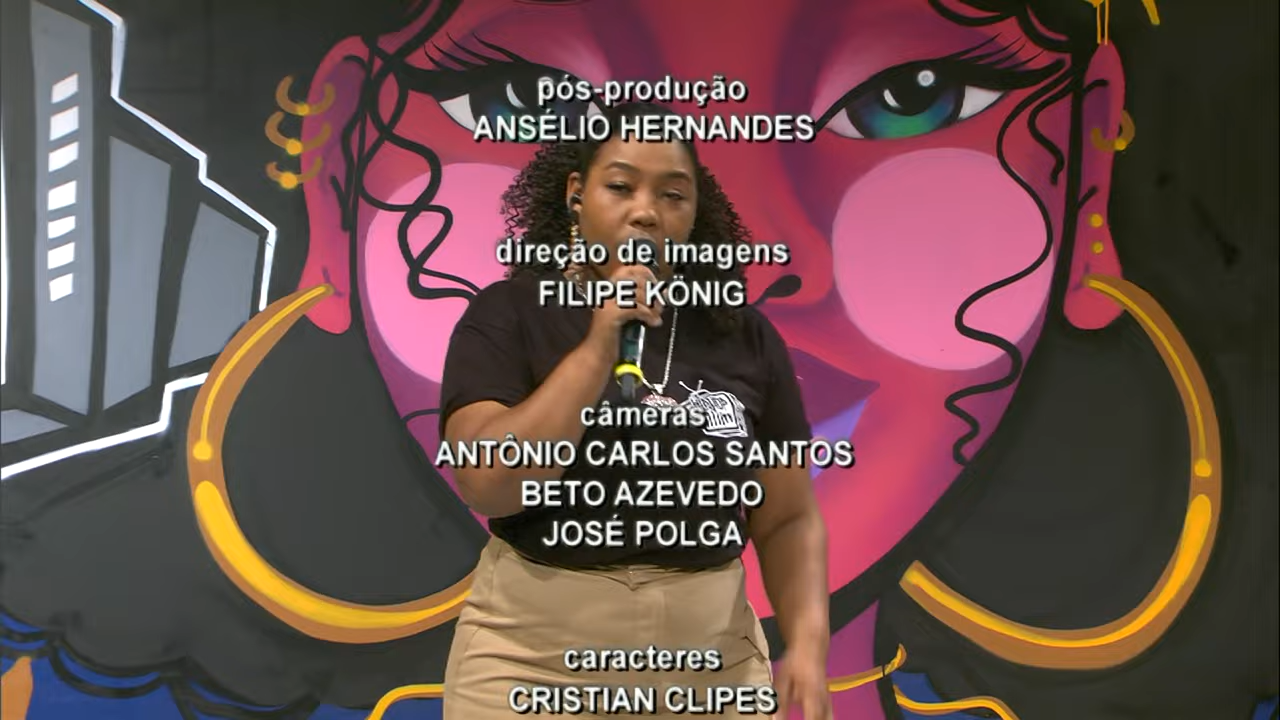 pós-produção
ANSÉLIO HERNANDES
direção de imagens
FILIPE KÖNIG
câmeras
ANTÔNIO CARLOS SANTOS
BETO AZEVEDO
JOSÉ POLGA
caracteres
CRISTIAN CLIPES